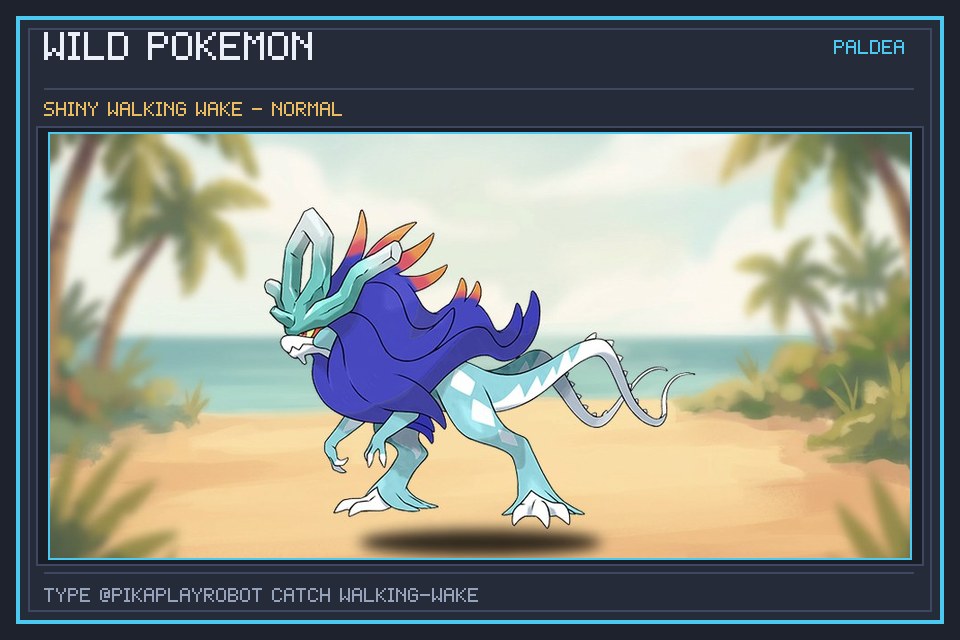 WILD POKEMON
PALDEA
SHINY WALKING WAKE - NORMAL
TYPE @PIKAPLAYROBOT CATCH WALKING-WAKE